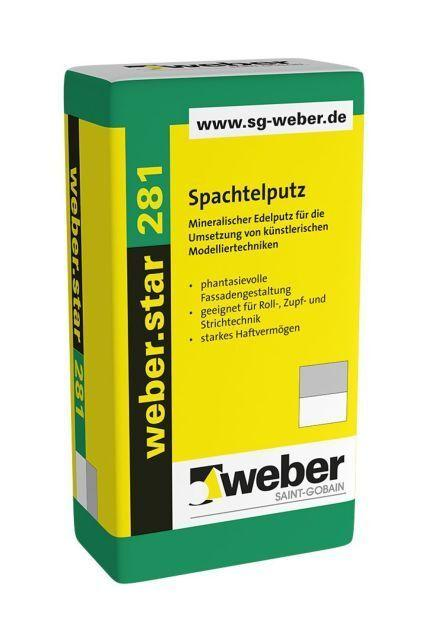 www.sg-weber.de
weber.star 281
weber.star 281
Spachtelputz
Mineralischer Edelputz für die
Umsetzung von künstlerischen
Modelliertechniken
• phantasievolle
Fassadengestaltung
• geeignet für Roll-, Zupf- und
Strichtechnik
• starkes Haftvermögen
weber
SAINT-GOBAIN